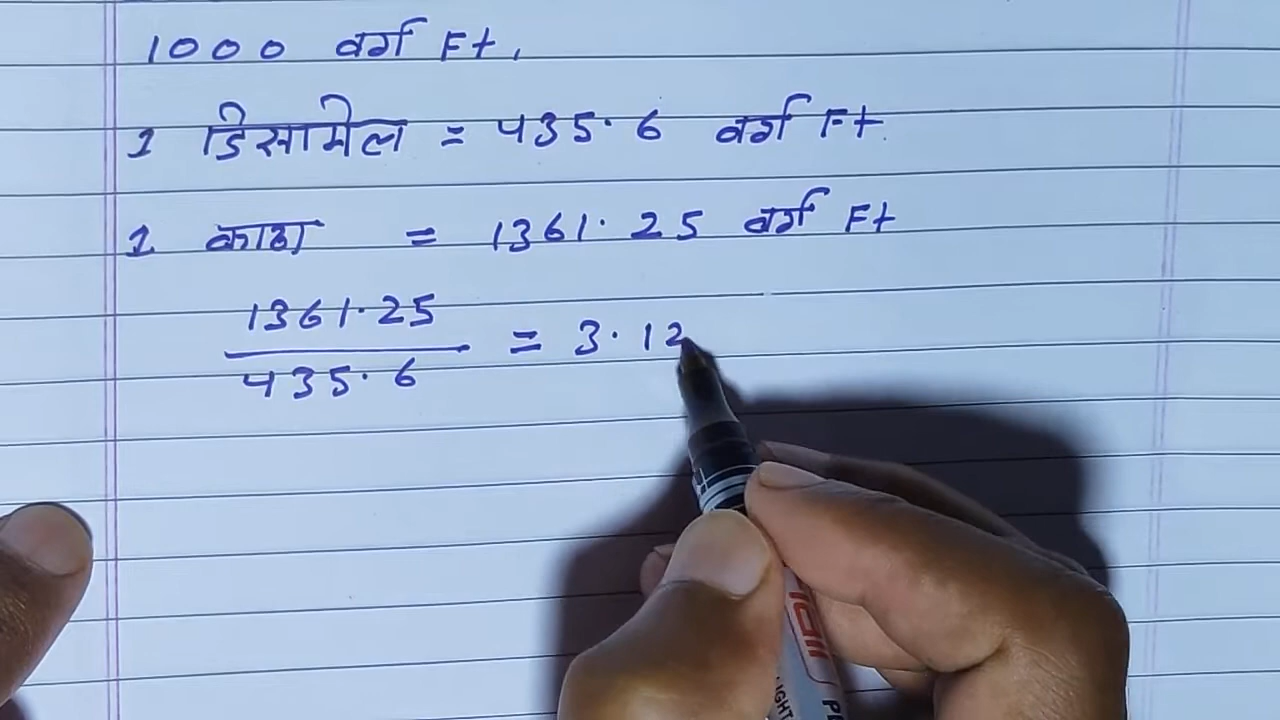 1000 वर्ग Ft.
1 डिसामेल = 435.6 वर्ग Ft.
1 काठा = 1361.25 वर्ग Ft
1361.25
435.6
= 3.12
LIGHT